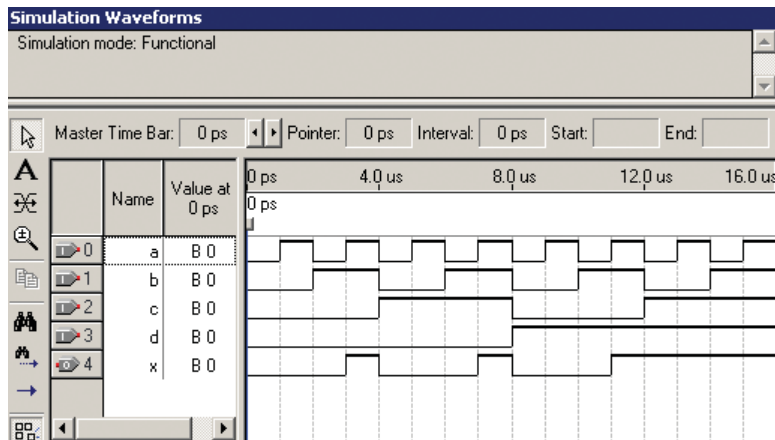 Simulation Waveforms
Simulation mode: Functional
Master Time Bar: 0 ps Pointer: 0 ps Interval: 0 ps Start: End:
A
Name Value at 0 ps 0 ps 4.0 us 8.0 us 12.0 us 16.0 us
0 ps
0 a B 0
1 b B 0
2 c B 0
3 d B 0
4 x B 0